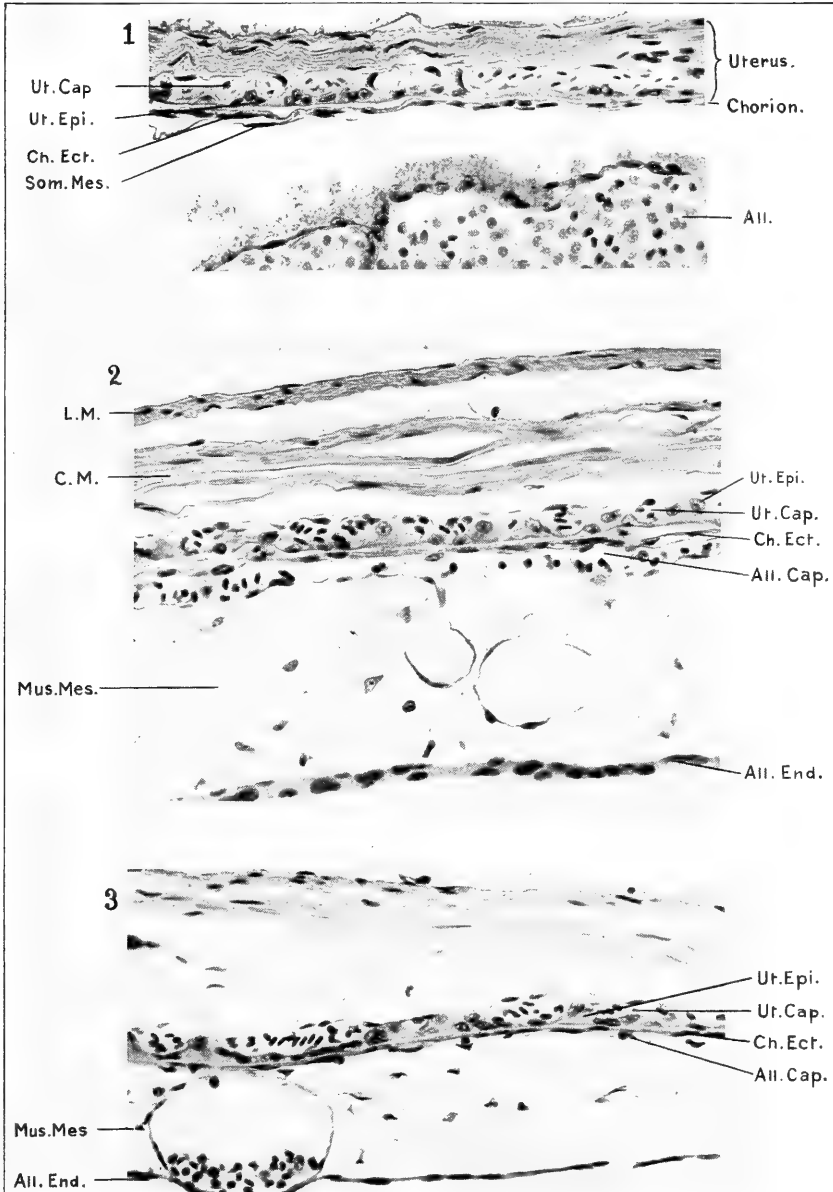 1
Uterus.
Ut.Cap
Chorion.
Ut.Epi.
Ch.Ect.
Som.Mes.
All.
2
L.M.
C.M.
Ut.Epi.
Ut.Cap.
Ch.Ect.
All.Cap.
Mus.Mes.
All. End.
3
Ut.Epi.
Ut.Cap.
Ch.Ect.
All.Cap.
Mus.Mes
All. End.